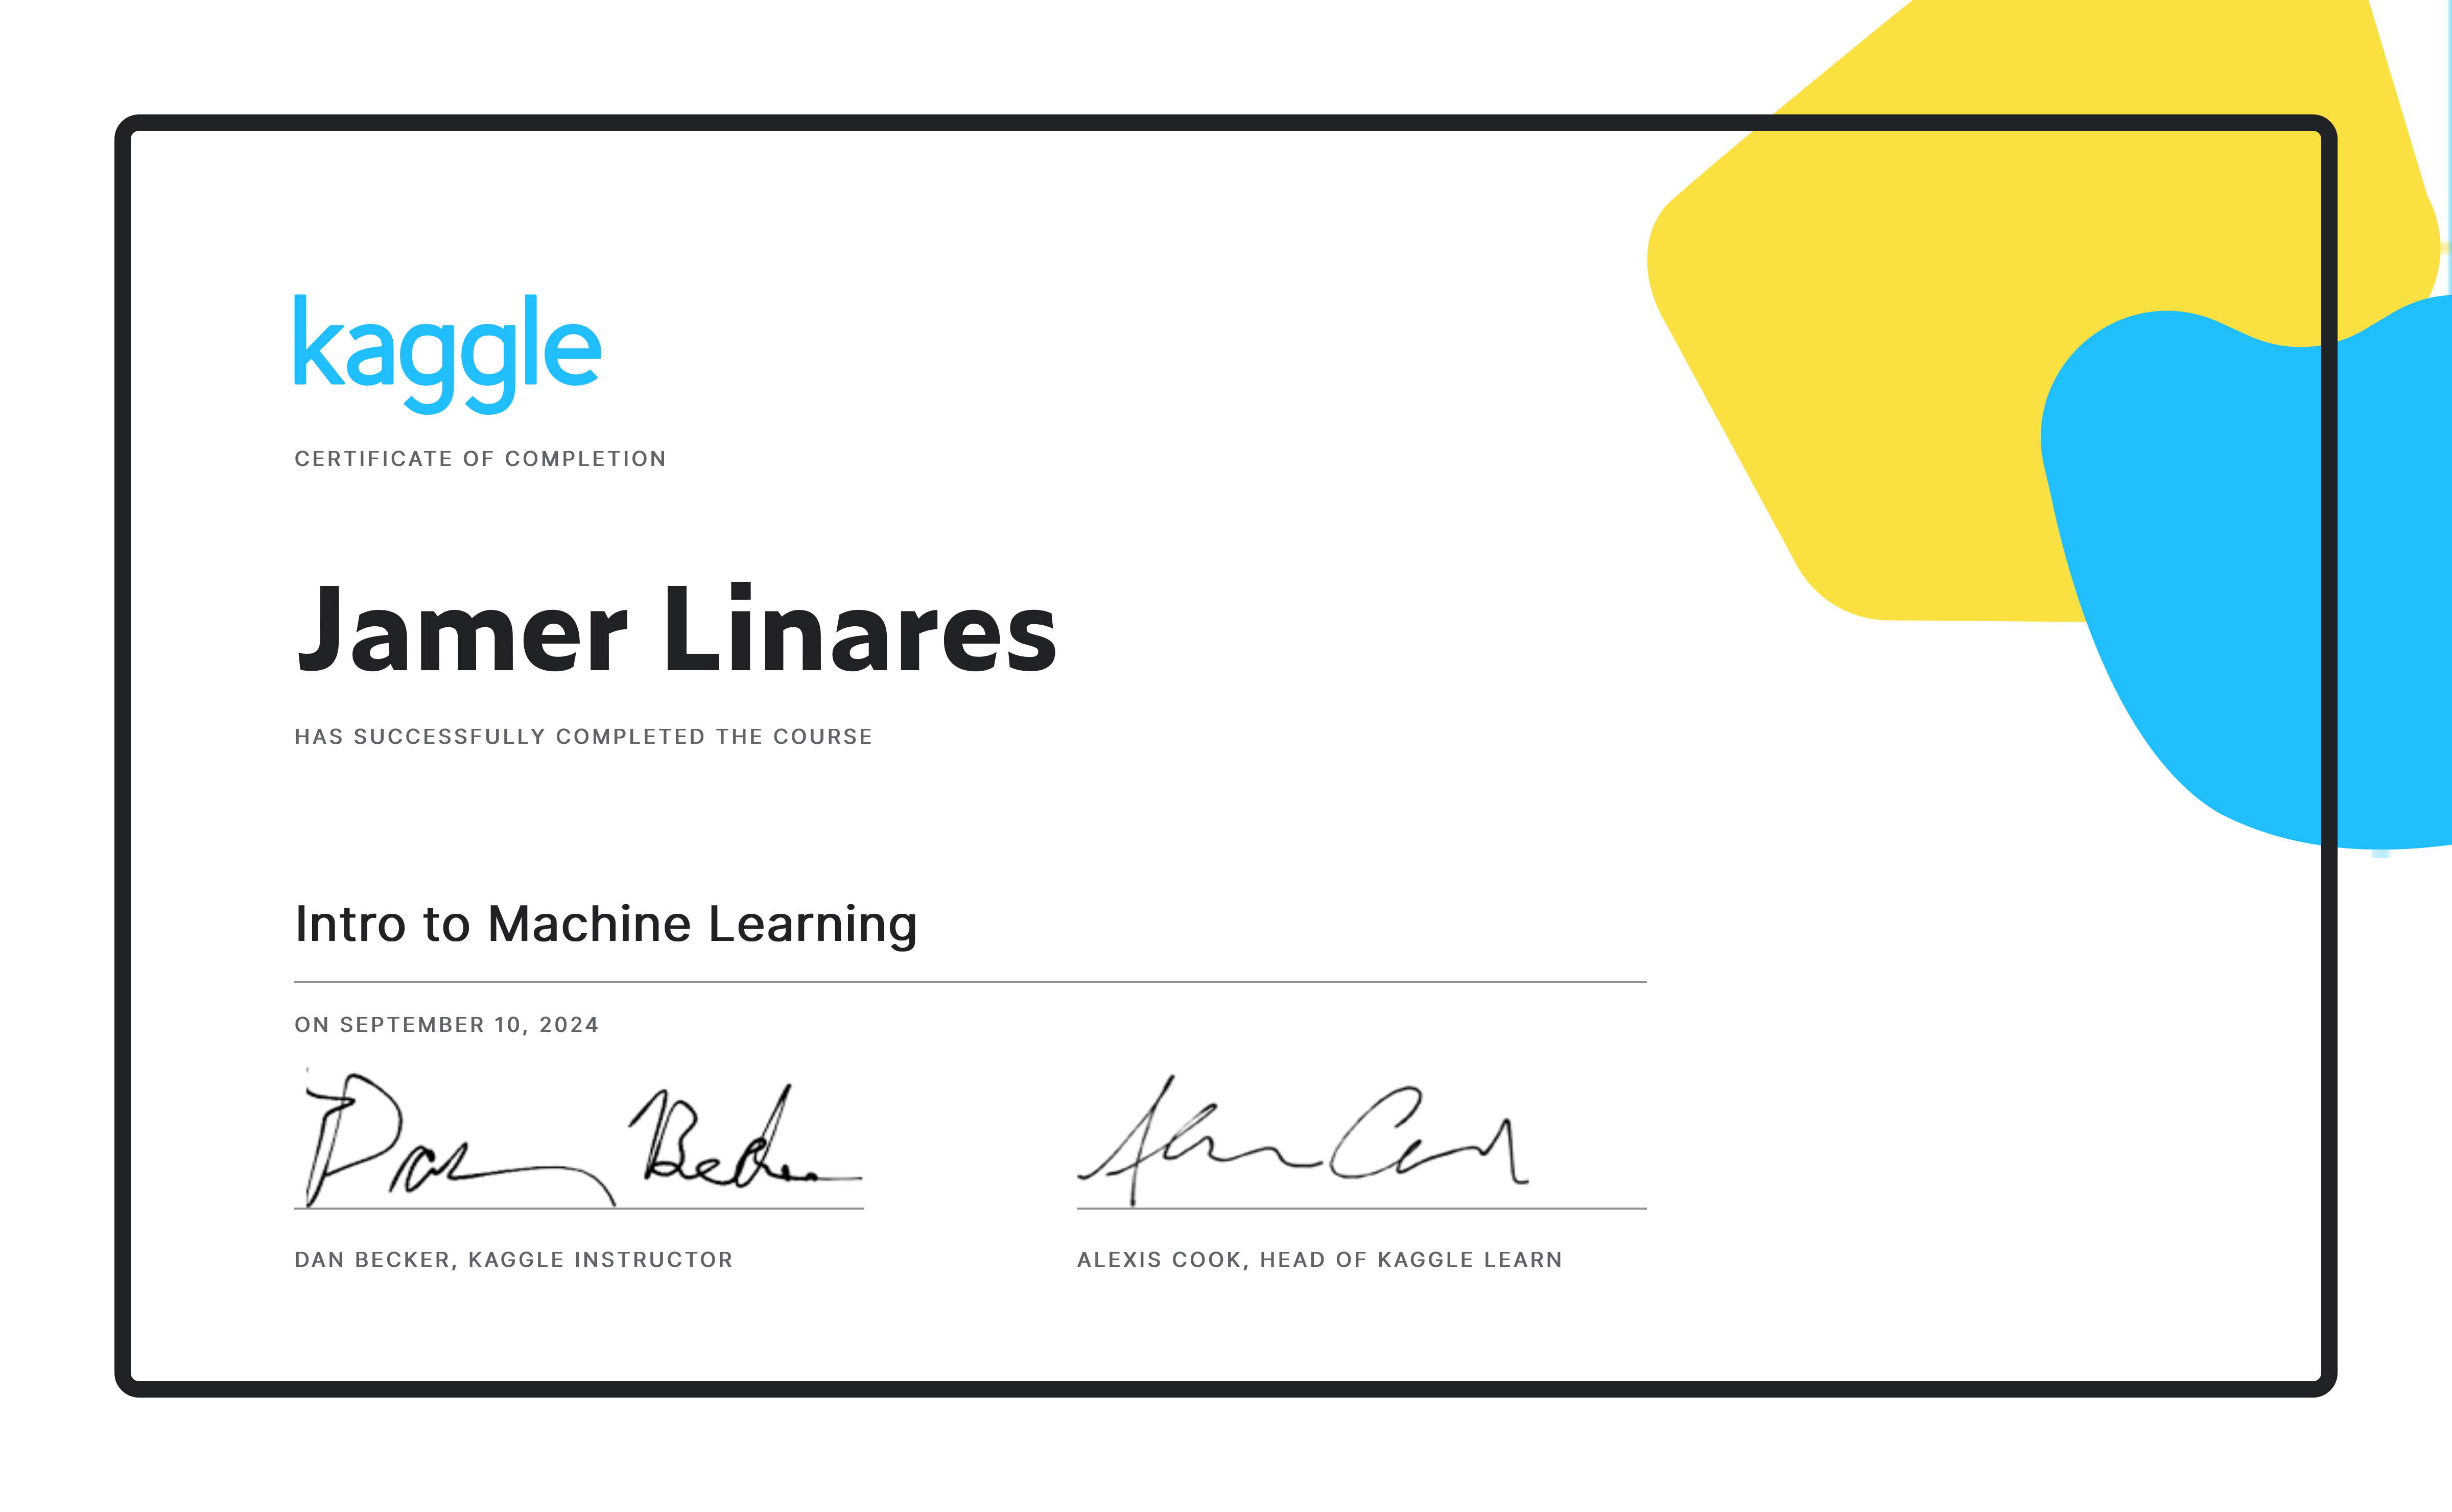 kaggle
CERTIFICATE OF COMPLETION
Jamer Linares
HAS SUCCESSFULLY COMPLETED THE COURSE
Intro to Machine Learning
ON SEPTEMBER 10, 2024
Dan Becker
Alexis Cook
DAN BECKER, KAGGLE INSTRUCTOR
ALEXIS COOK, HEAD OF KAGGLE LEARN